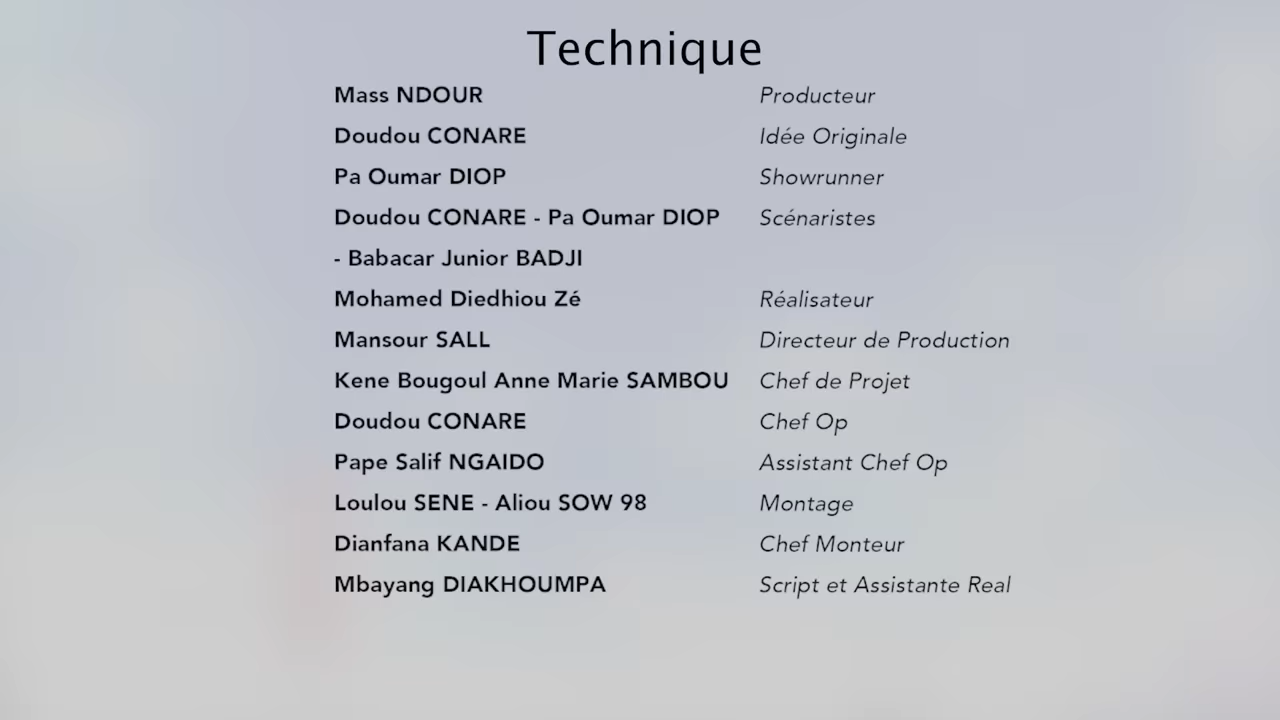 Technique
Mass NDOUR Producteur
Doudou CONARE Idée Originale
Pa Oumar DIOP Showrunner
Doudou CONARE - Pa Oumar DIOP Scénaristes
- Babacar Junior BADJI
Mohamed Diedhiou Zé Réalisateur
Mansour SALL Directeur de Production
Kene Bougoul Anne Marie SAMBOU Chef de Projet
Doudou CONARE Chef Op
Pape Salif NGAIDO Assistant Chef Op
Loulou SENE - Aliou SOW 98 Montage
Dianfana KANDE Chef Monteur
Mbayang DIAKHOUMPA Script et Assistante Real